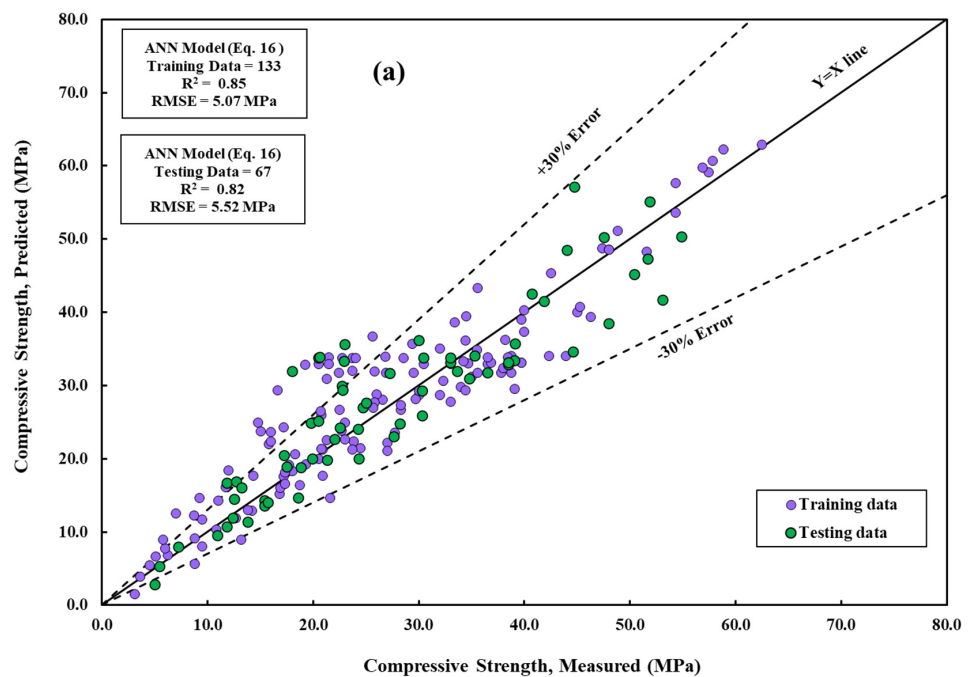 80.0
70.0
60.0
50.0
40.0
30.0
20.0
10.0
0.0
Compressive Strength, Predicted (MPa)
ANN Model (Eq. 16 )
Training Data = 133
R² = 0.85
RMSE = 5.07 MPa
ANN Model (Eq. 16)
Testing Data = 67
R² = 0.82
RMSE = 5.52 MPa
(a)
+30% Error
Y=X line
-30% Error
Training data
Testing data
0.0 10.0 20.0 30.0 40.0 50.0 60.0 70.0 80.0
Compressive Strength, Measured (MPa)